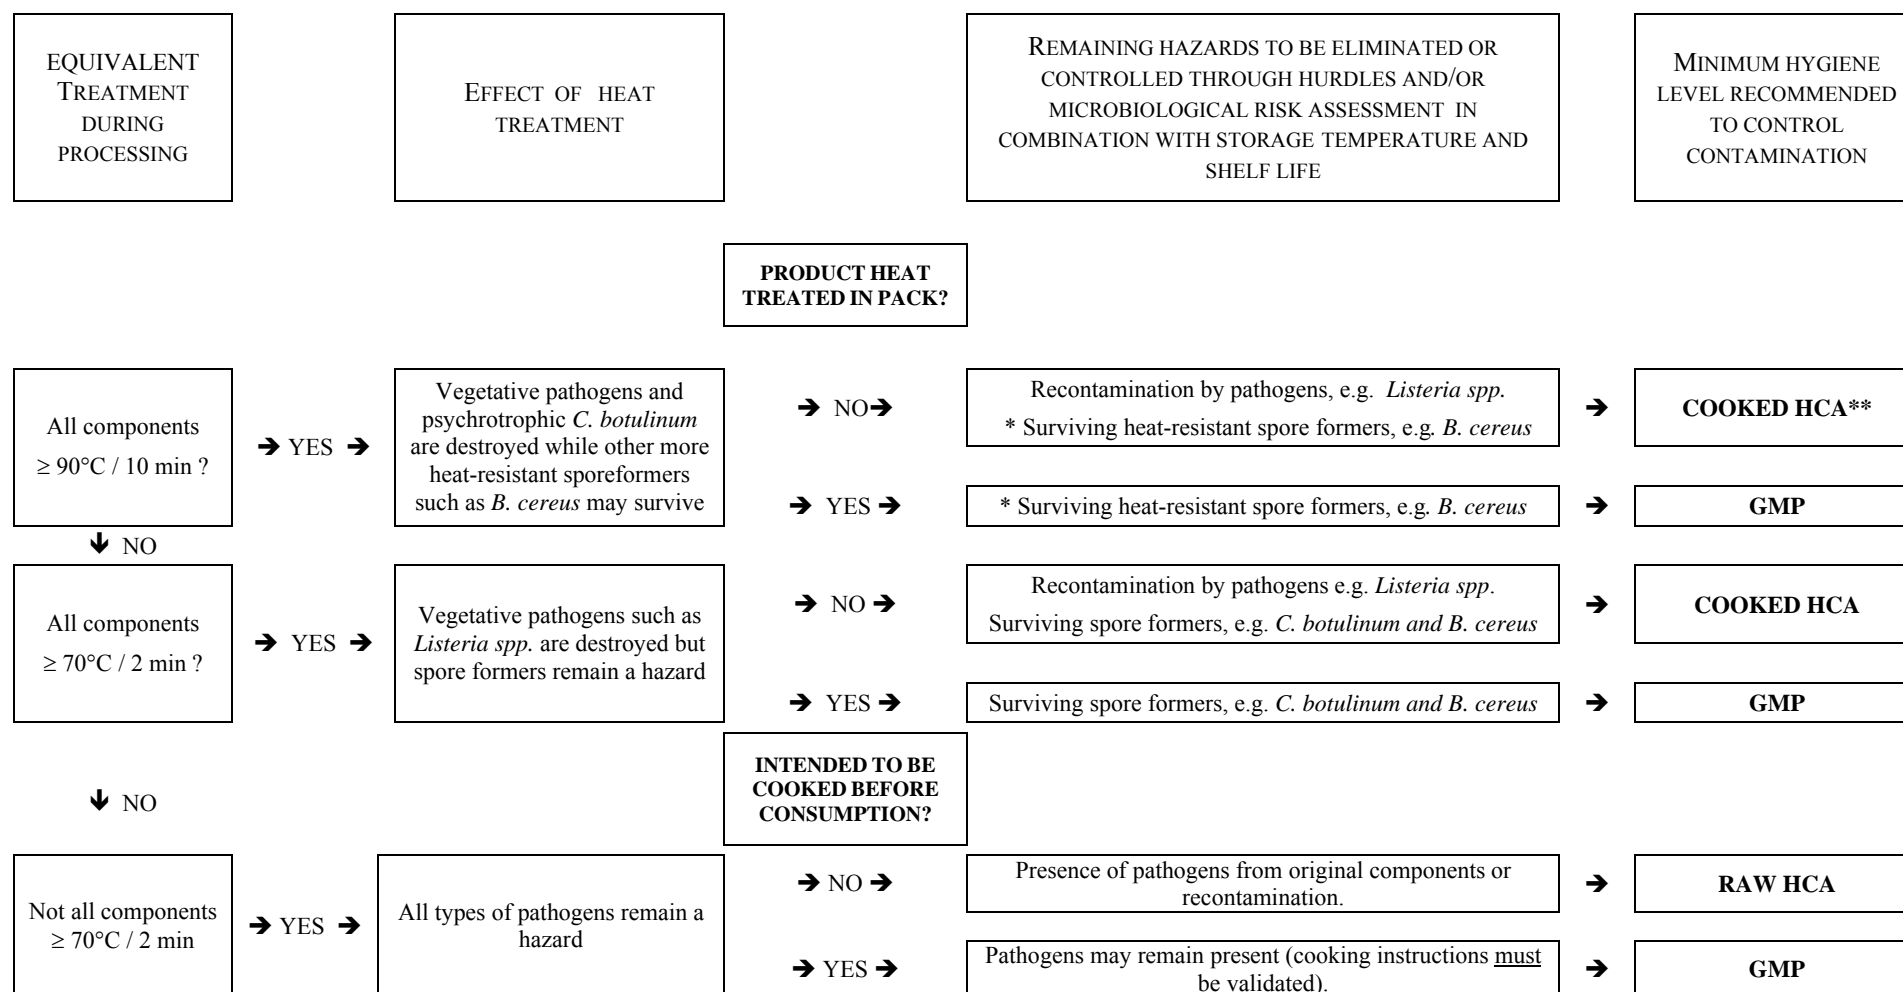 EQUIVALENT
TREATMENT
DURING
PROCESSING
EFFECT OF HEAT
TREATMENT
REMAINING HAZARDS TO BE ELIMINATED OR
CONTROLLED THROUGH HURDLES AND/OR
MICROBIOLOGICAL RISK ASSESSMENT IN
COMBINATION WITH STORAGE TEMPERATURE AND
SHELF LIFE
MINIMUM HYGIENE
LEVEL RECOMMENDED
TO CONTROL
CONTAMINATION
PRODUCT HEAT
TREATED IN PACK?
All components
≥ 90°C / 10 min ?
➔ YES ➔
Vegetative pathogens and
psychrotrophic C. botulinum
are destroyed while other more
heat-resistant sporeformers
such as B. cereus may survive
➔ NO➔
Recontamination by pathogens, e.g. Listeria spp.
* Surviving heat-resistant spore formers, e.g. B. cereus
➔
COOKED HCA**
➔ YES ➔
* Surviving heat-resistant spore formers, e.g. B. cereus
➔
GMP
🡻 NO
All components
≥ 70°C / 2 min ?
➔ YES ➔
Vegetative pathogens such as
Listeria spp. are destroyed but
spore formers remain a hazard
➔ NO ➔
Recontamination by pathogens e.g. Listeria spp.
Surviving spore formers, e.g. C. botulinum and B. cereus
➔
COOKED HCA
➔ YES ➔
Surviving spore formers, e.g. C. botulinum and B. cereus
➔
GMP
🡻 NO
INTENDED TO BE
COOKED BEFORE
CONSUMPTION?
Not all components
≥ 70°C / 2 min
➔ YES ➔
All types of pathogens remain a
hazard
➔ NO ➔
Presence of pathogens from original components or
recontamination.
➔
RAW HCA
➔ YES ➔
Pathogens may remain present (cooking instructions must
be validated).
➔
GMP